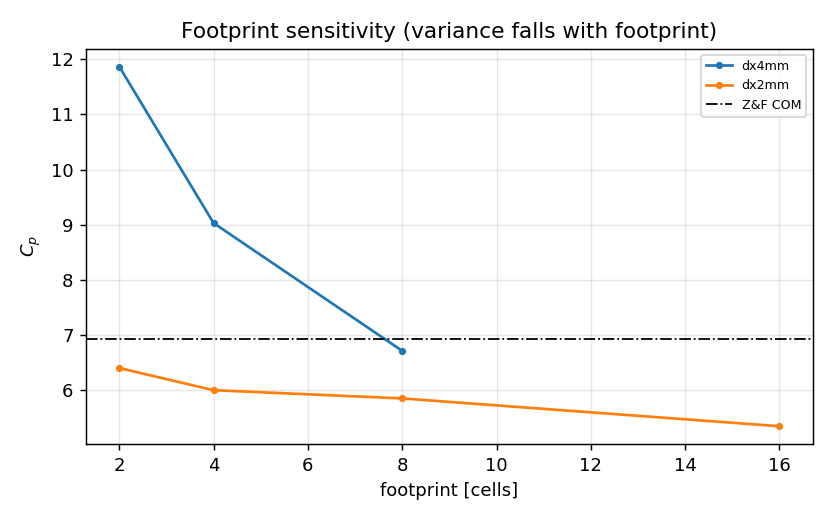 Footprint sensitivity (variance falls with footprint)
dx4mm
dx2mm
Z&F COM
12
11
10
9
8
7
6
C_p
2
4
6
8
10
12
14
16
footprint [cells]